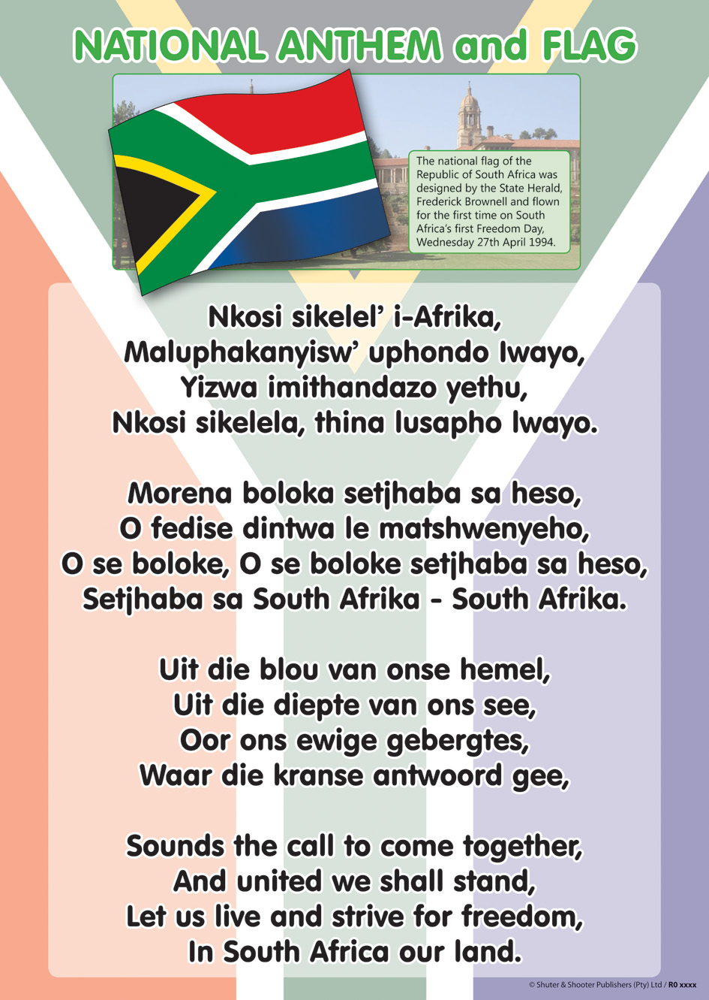 NATIONAL ANTHEM and FLAG
The national flag of the
Republic of South Africa was
designed by the State Herald,
Frederick Brownell and flown
for the first time on South
Africa's first Freedom Day,
Wednesday 27th April 1994.
Nkosi sikelel' i-Afrika,
Maluphakanyisw' uphondo lwayo,
Yizwa imithandazo yethu,
Nkosi sikelela, thina lusapho lwayo.
Morena boloka setjhaba sa heso,
O fedise dintwa le matshwenyeho,
O se boloke, O se boloke setjhaba sa heso,
Setjhaba sa South Afrika - South Afrika.
Uit die blou van onse hemel,
Uit die diepte van ons see,
Oor ons ewige gebergtes,
Waar die kranse antwoord gee,
Sounds the call to come together,
And united we shall stand,
Let us live and strive for freedom,
In South Africa our land.
© Shuter & Shooter Publishers (Pty) Ltd / R0 xxxx